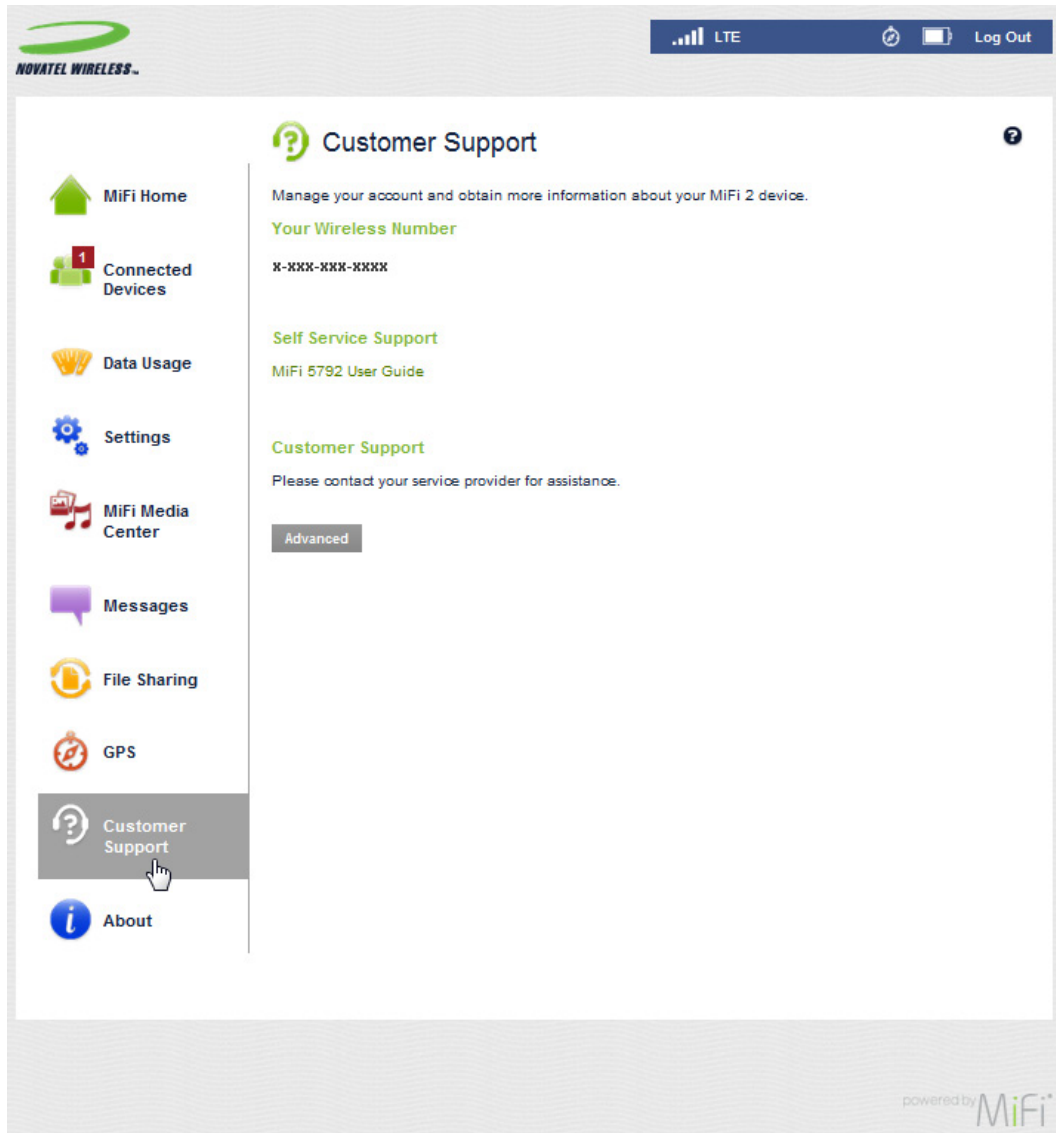 NOVATEL WIRELESS™
LTE
Log Out
Customer Support
MiFi Home
Manage your account and obtain more information about your MiFi 2 device.
Your Wireless Number
1
Connected
Devices
x-xxx-xxx-xxxx
Self Service Support
Data Usage
MiFi 5792 User Guide
Settings
Customer Support
Please contact your service provider for assistance.
MiFi Media
Center
Advanced
Messages
File Sharing
GPS
Customer
Support
About
powered by MiFi